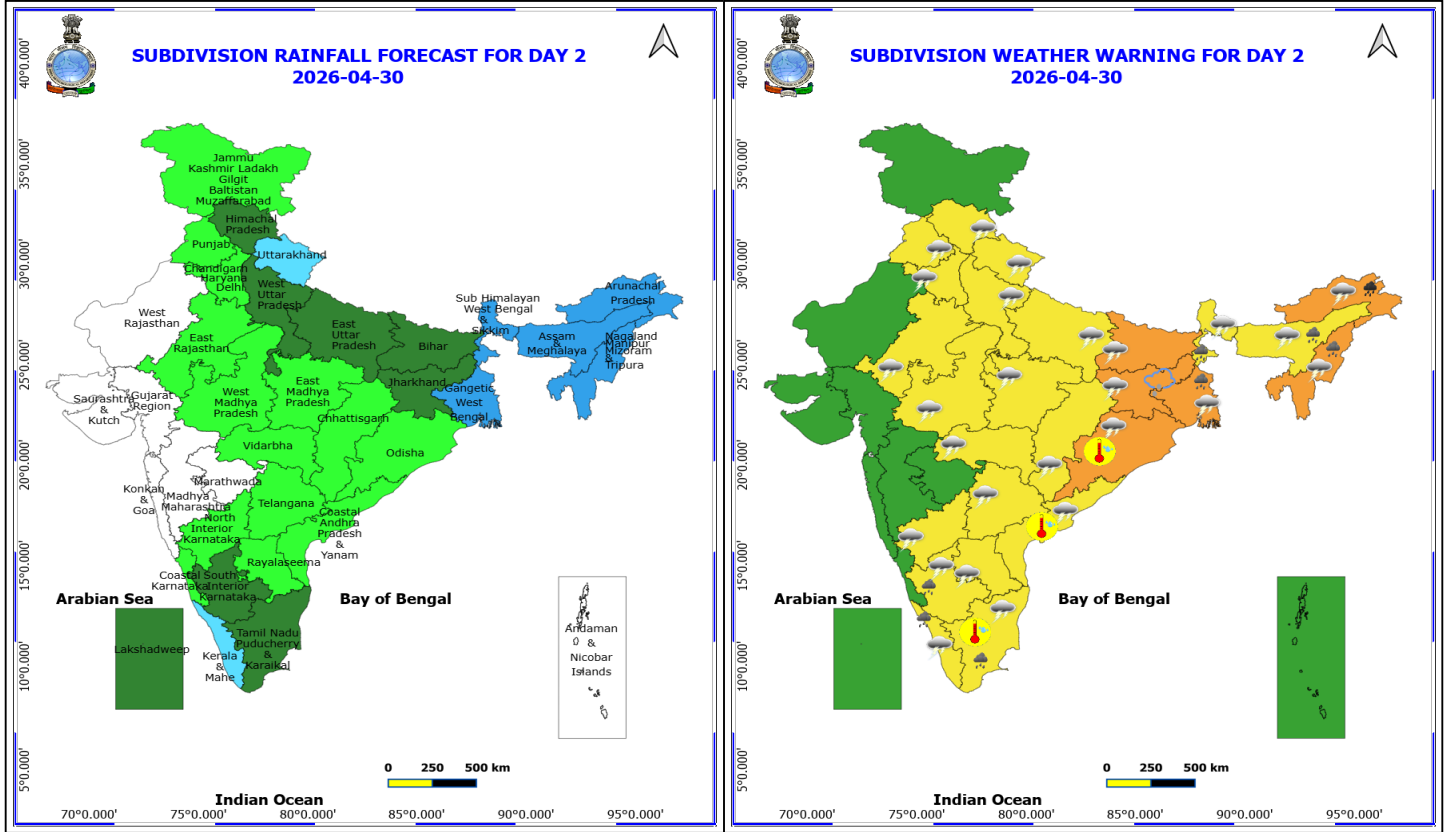 SUBDIVISION RAINFALL FORECAST FOR DAY 2
2026-04-30
40°0.000'
35°0.000'
30°0.000'
25°0.000'
20°0.000'
15°0.000'
10°0.000'
5°0.000'
Jammu
Kashmir Ladakh
Gilgit
Baltistan
Muzaffarabad
Himachal
Pradesh
Punjab
Uttarakhand
Chandigarh
Haryana
Delhi
West
Uttar
Pradesh
West
Rajasthan
East
Rajasthan
East
Uttar
Pradesh
Bihar
Sub Himalayan
West Bengal
&
Sikkim
Arunachal
Pradesh
Assam
&
Meghalaya
Nagaland
Manipur
Mizoram
&
Tripura
Jharkhand
Gangetic
West
Bengal
Saurashtra
&
Kutch
Gujarat
Region
West
Madhya
Pradesh
East
Madhya
Pradesh
Chhattisgarh
Vidarbha
Odisha
Konkan
&
Goa
Madhya
Maharashtra
Marathwada
Telangana
North
Interior
Karnataka
Coastal
Andhra
Pradesh
&
Yanam
Rayalaseema
Coastal
Karnataka
South
Interior
Karnataka
Arabian Sea
Bay of Bengal
Lakshadweep
Kerala
&
Mahe
Tamil Nadu
Puducherry
&
Karaikal
Andaman
&
Nicobar
Islands
0 250 500 km
Indian Ocean
70°0.000' 75°0.000' 80°0.000' 85°0.000' 90°0.000' 95°0.000'
SUBDIVISION WEATHER WARNING FOR DAY 2
2026-04-30
40°0.000'
35°0.000'
30°0.000'
25°0.000'
20°0.000'
15°0.000'
10°0.000'
5°0.000'
Arabian Sea
Bay of Bengal
0 250 500 km
Indian Ocean
70°0.000' 75°0.000' 80°0.000' 85°0.000' 90°0.000' 95°0.000'